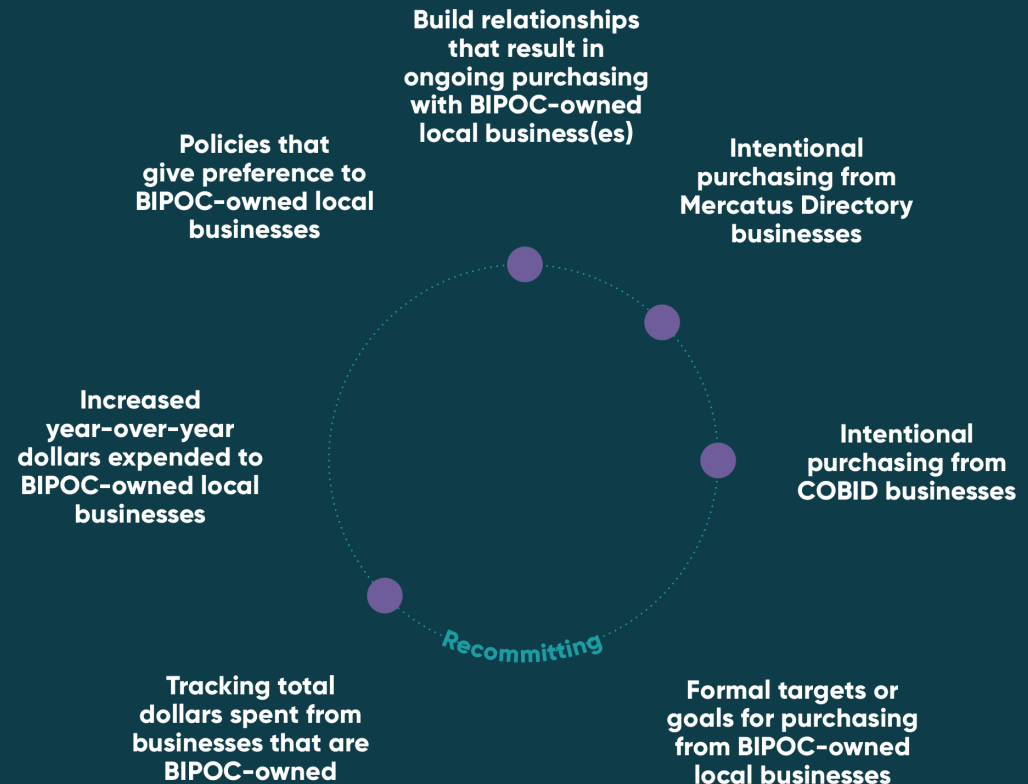 Build relationships
that result in
ongoing purchasing
with BIPOC-owned
local business(es)
Intentional
purchasing from
Mercatus Directory
businesses
Intentional
purchasing from
COBID businesses
Formal targets or
goals for purchasing
from BIPOC-owned
local businesses
Recommitting
Tracking total
dollars spent from
businesses that are
BIPOC-owned
Increased
year-over-year
dollars expended to
BIPOC-owned local
businesses
Policies that
give preference to
BIPOC-owned local
businesses